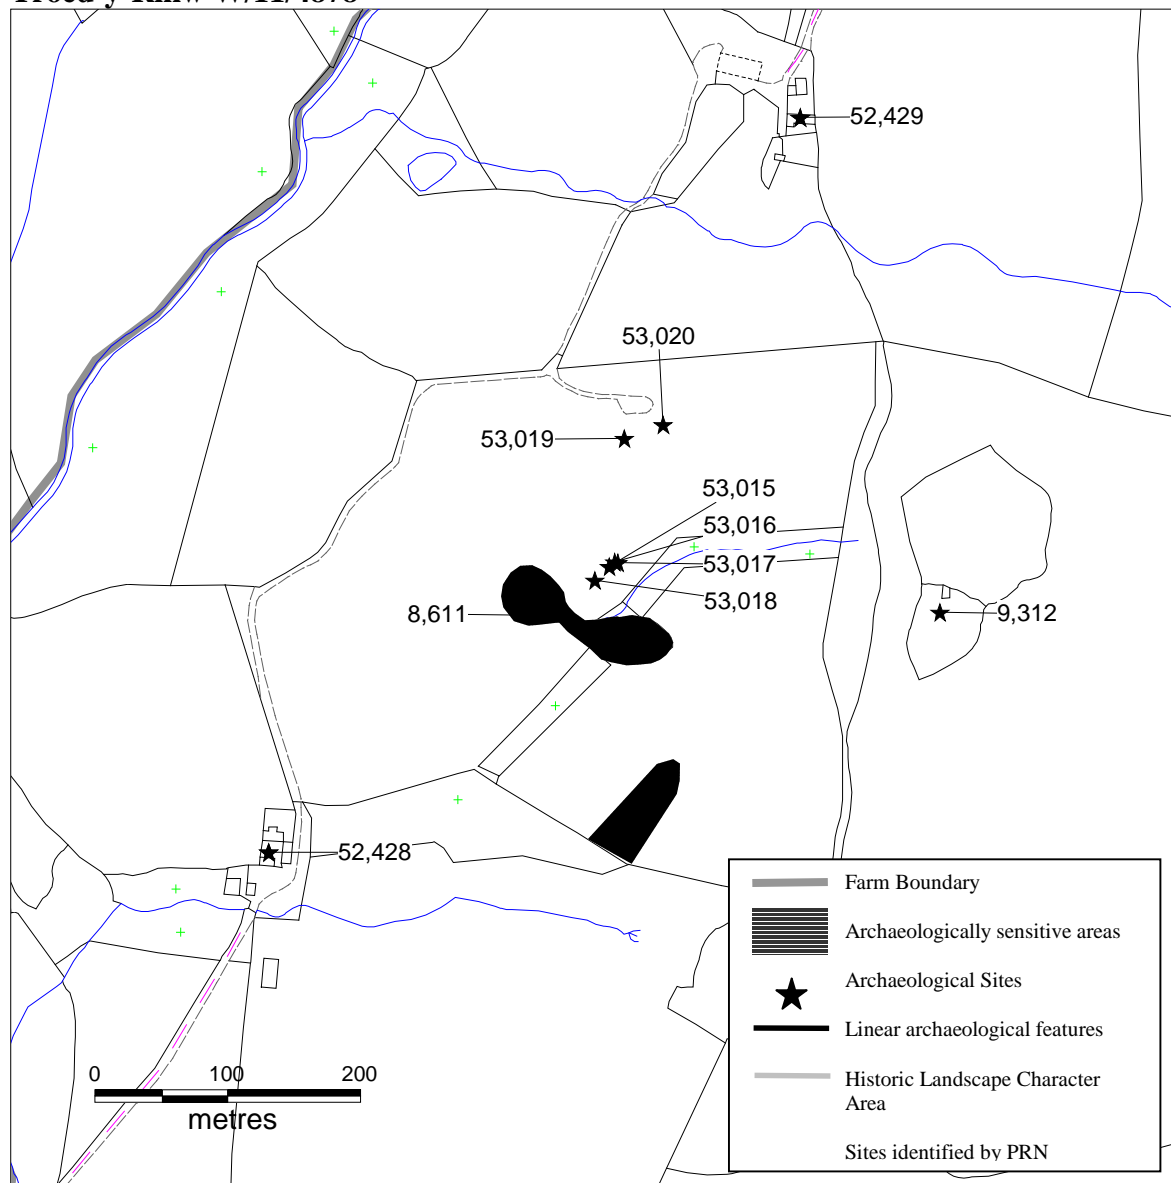 52,429
53,020
53,019
53,015
53,016
53,017
53,018
8,611
9,312
52,428
Farm Boundary
Archaeologically sensitive areas
Archaeological Sites
Linear archaeological features
Historic Landscape Character
Area
Sites identified by PRN
0 100 200
metres